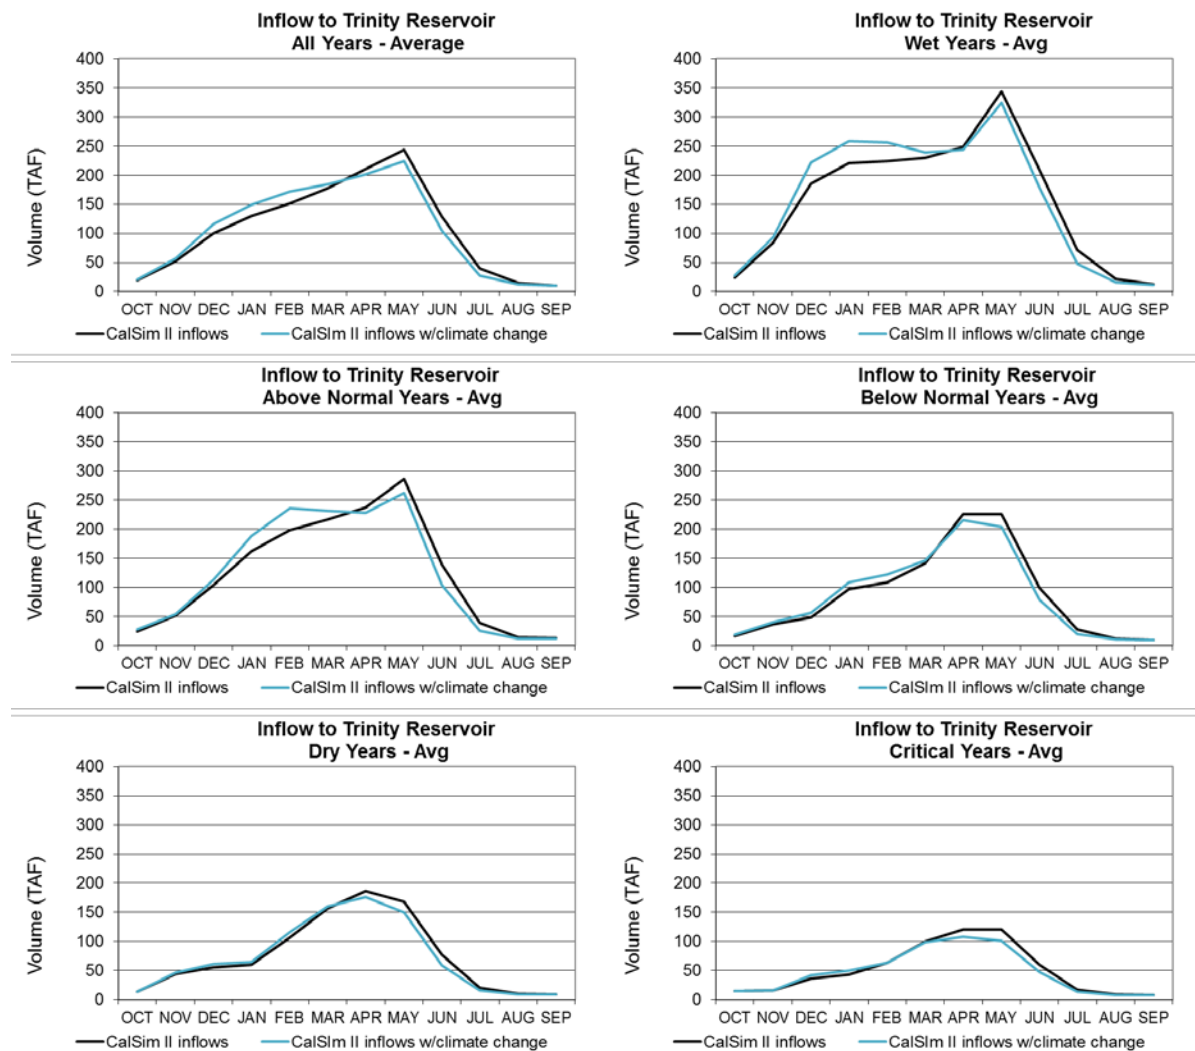 Inflow to Trinity Reservoir
All Years - Average
Volume (TAF)
400
350
300
250
200
150
100
50
0
OCT NOV DEC JAN FEB MAR APR MAY JUN JUL AUG SEP
CalSim II inflows CalSIm II inflows w/climate change
Inflow to Trinity Reservoir
Wet Years - Avg
Volume (TAF)
400
350
300
250
200
150
100
50
0
OCT NOV DEC JAN FEB MAR APR MAY JUN JUL AUG SEP
CalSim II inflows CalSIm II inflows w/climate change
Inflow to Trinity Reservoir
Above Normal Years - Avg
Volume (TAF)
400
350
300
250
200
150
100
50
0
OCT NOV DEC JAN FEB MAR APR MAY JUN JUL AUG SEP
CalSim II inflows CalSIm II inflows w/climate change
Inflow to Trinity Reservoir
Below Normal Years - Avg
Volume (TAF)
400
350
300
250
200
150
100
50
0
OCT NOV DEC JAN FEB MAR APR MAY JUN JUL AUG SEP
CalSim II inflows CalSIm II inflows w/climate change
Inflow to Trinity Reservoir
Dry Years - Avg
Volume (TAF)
400
350
300
250
200
150
100
50
0
OCT NOV DEC JAN FEB MAR APR MAY JUN JUL AUG SEP
CalSim II inflows CalSIm II inflows w/climate change
Inflow to Trinity Reservoir
Critical Years - Avg
Volume (TAF)
400
350
300
250
200
150
100
50
0
OCT NOV DEC JAN FEB MAR APR MAY JUN JUL AUG SEP
CalSim II inflows CalSIm II inflows w/climate change